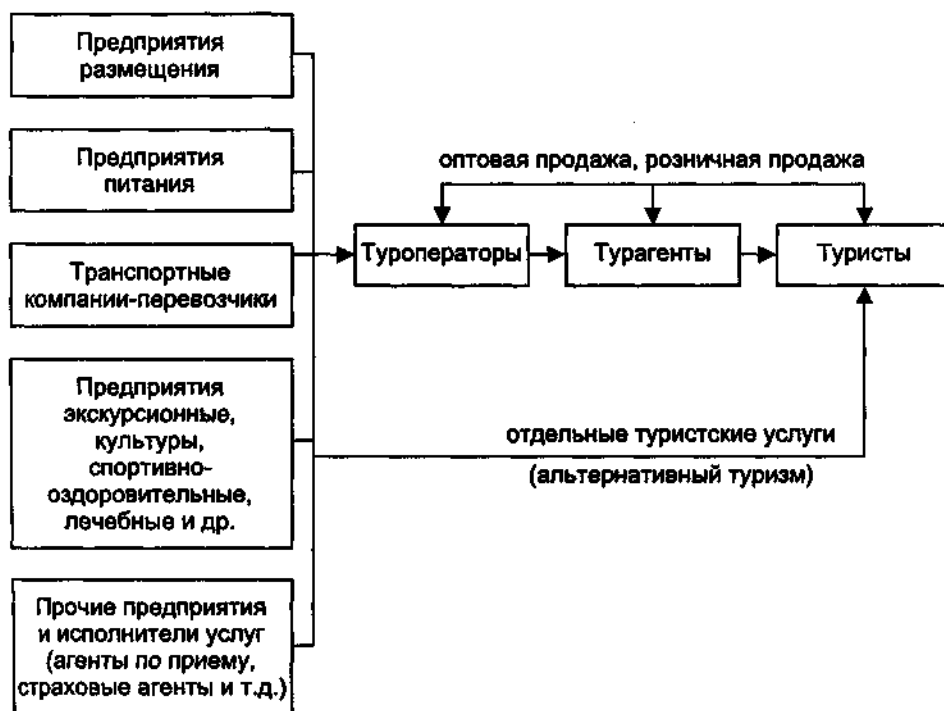 Предприятия
размещения
Предприятия
питания
Транспортные
компании-перевозчики
Предприятия
экскурсионные,
культуры,
спортивно-
оздоровительные,
лечебные и др.
Прочие предприятия
и исполнители услуг
(агенты по приему,
страховые агенты и т.д.)
оптовая продажа, розничная продажа
Туроператоры
Турагенты
Туристы
отдельные туристские услуги
(альтернативный туризм)